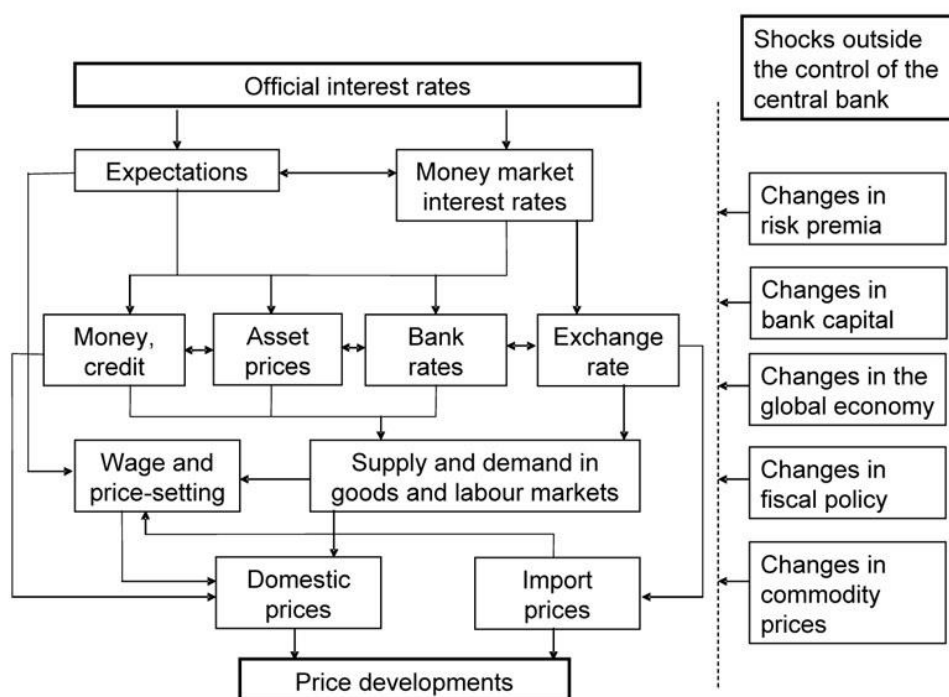 Official interest rates
Shocks outside
the control of the
central bank
Expectations
Money market
interest rates
Changes in
risk premia
Money,
credit
Asset
prices
Bank
rates
Exchange
rate
Changes in
bank capital
Changes in the
global economy
Wage and
price-setting
Supply and demand in
goods and labour markets
Changes in
fiscal policy
Domestic
prices
Import
prices
Changes in
commodity
prices
Price developments